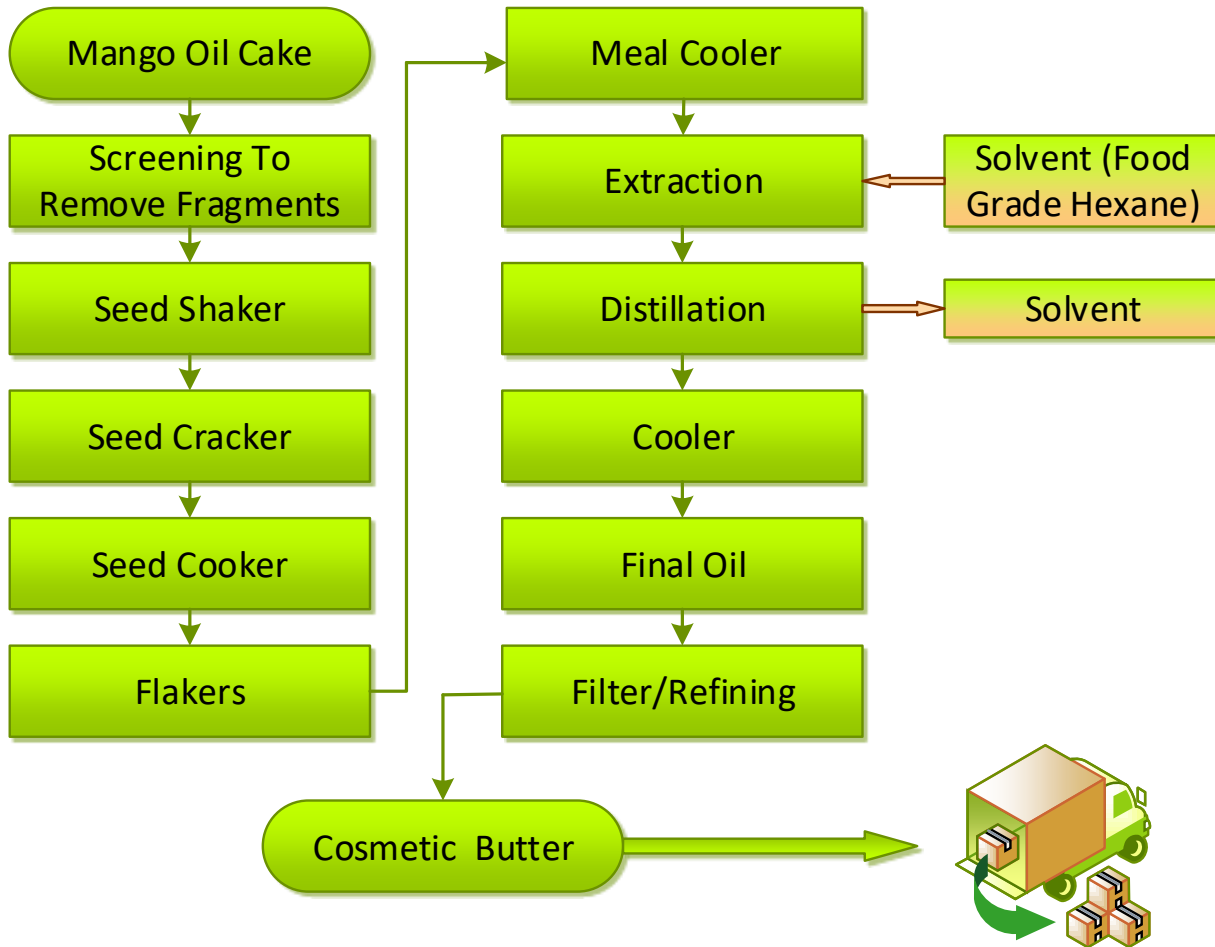 Mango Oil Cake
Screening To
Remove Fragments
Seed Shaker
Seed Cracker
Seed Cooker
Flakers
Meal Cooler
Extraction
Solvent (Food
Grade Hexane)
Distillation
Solvent
Cooler
Final Oil
Filter/Refining
Cosmetic  Butter